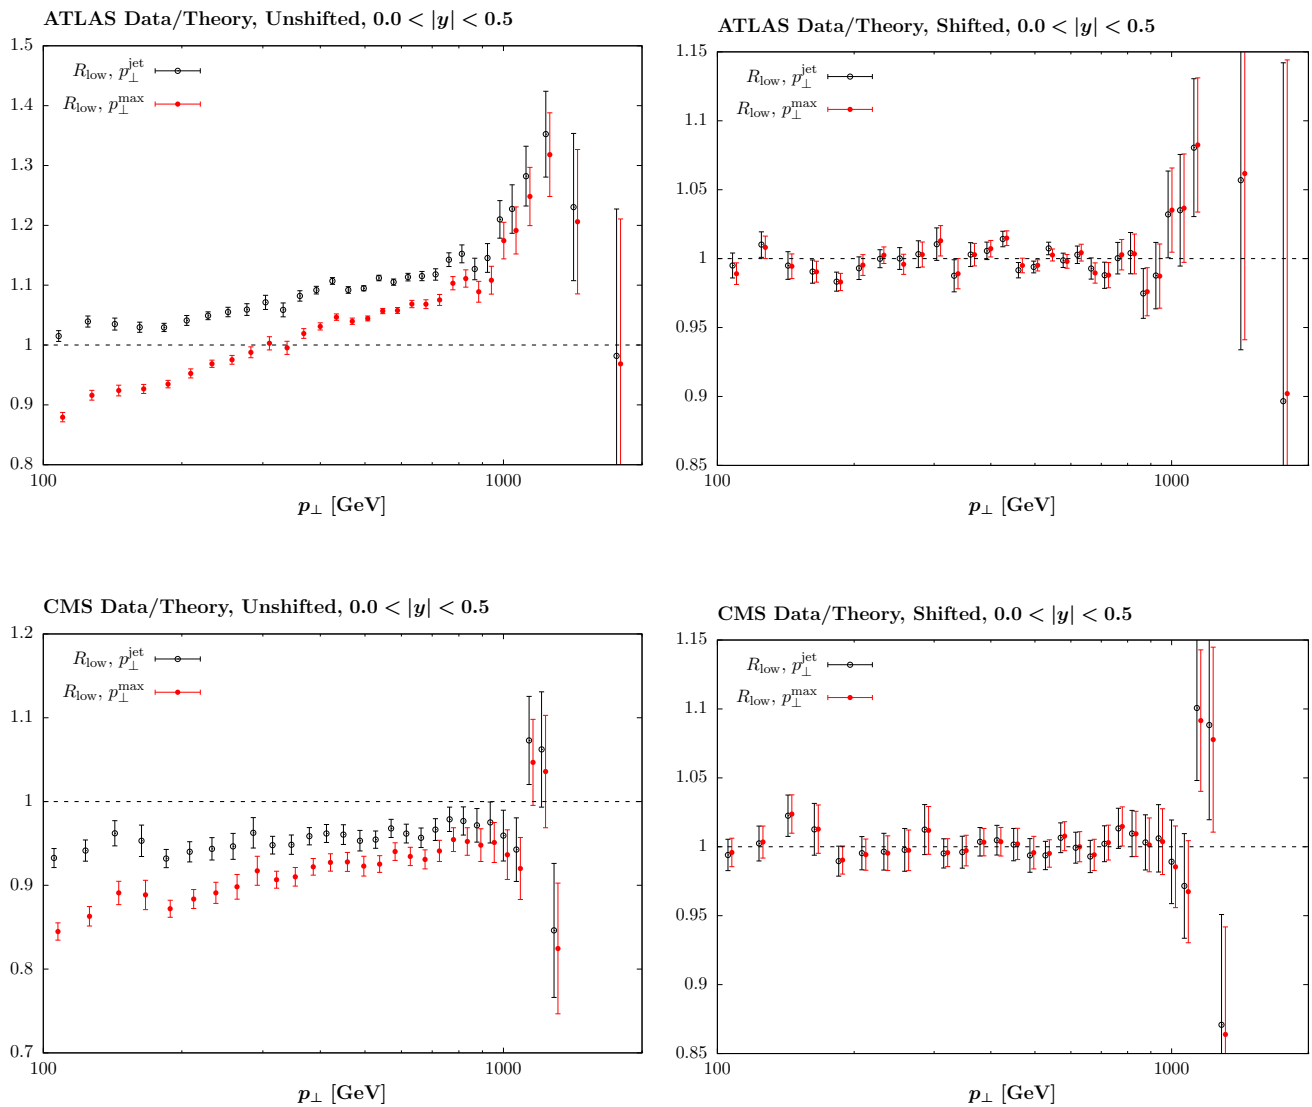 ATLAS Data/Theory, Unshifted, 0.0 < |y| < 0.5
R_low, p_⊥^jet
R_low, p_⊥^max
1.5
1.4
1.3
1.2
1.1
1
0.9
0.8
100
1000
p_⊥ [GeV]
ATLAS Data/Theory, Shifted, 0.0 < |y| < 0.5
R_low, p_⊥^jet
R_low, p_⊥^max
1.15
1.1
1.05
1
0.95
0.9
0.85
100
1000
p_⊥ [GeV]
CMS Data/Theory, Unshifted, 0.0 < |y| < 0.5
R_low, p_⊥^jet
R_low, p_⊥^max
1.2
1.1
1
0.9
0.8
0.7
100
1000
p_⊥ [GeV]
CMS Data/Theory, Shifted, 0.0 < |y| < 0.5
R_low, p_⊥^jet
R_low, p_⊥^max
1.15
1.1
1.05
1
0.95
0.9
0.85
100
1000
p_⊥ [GeV]